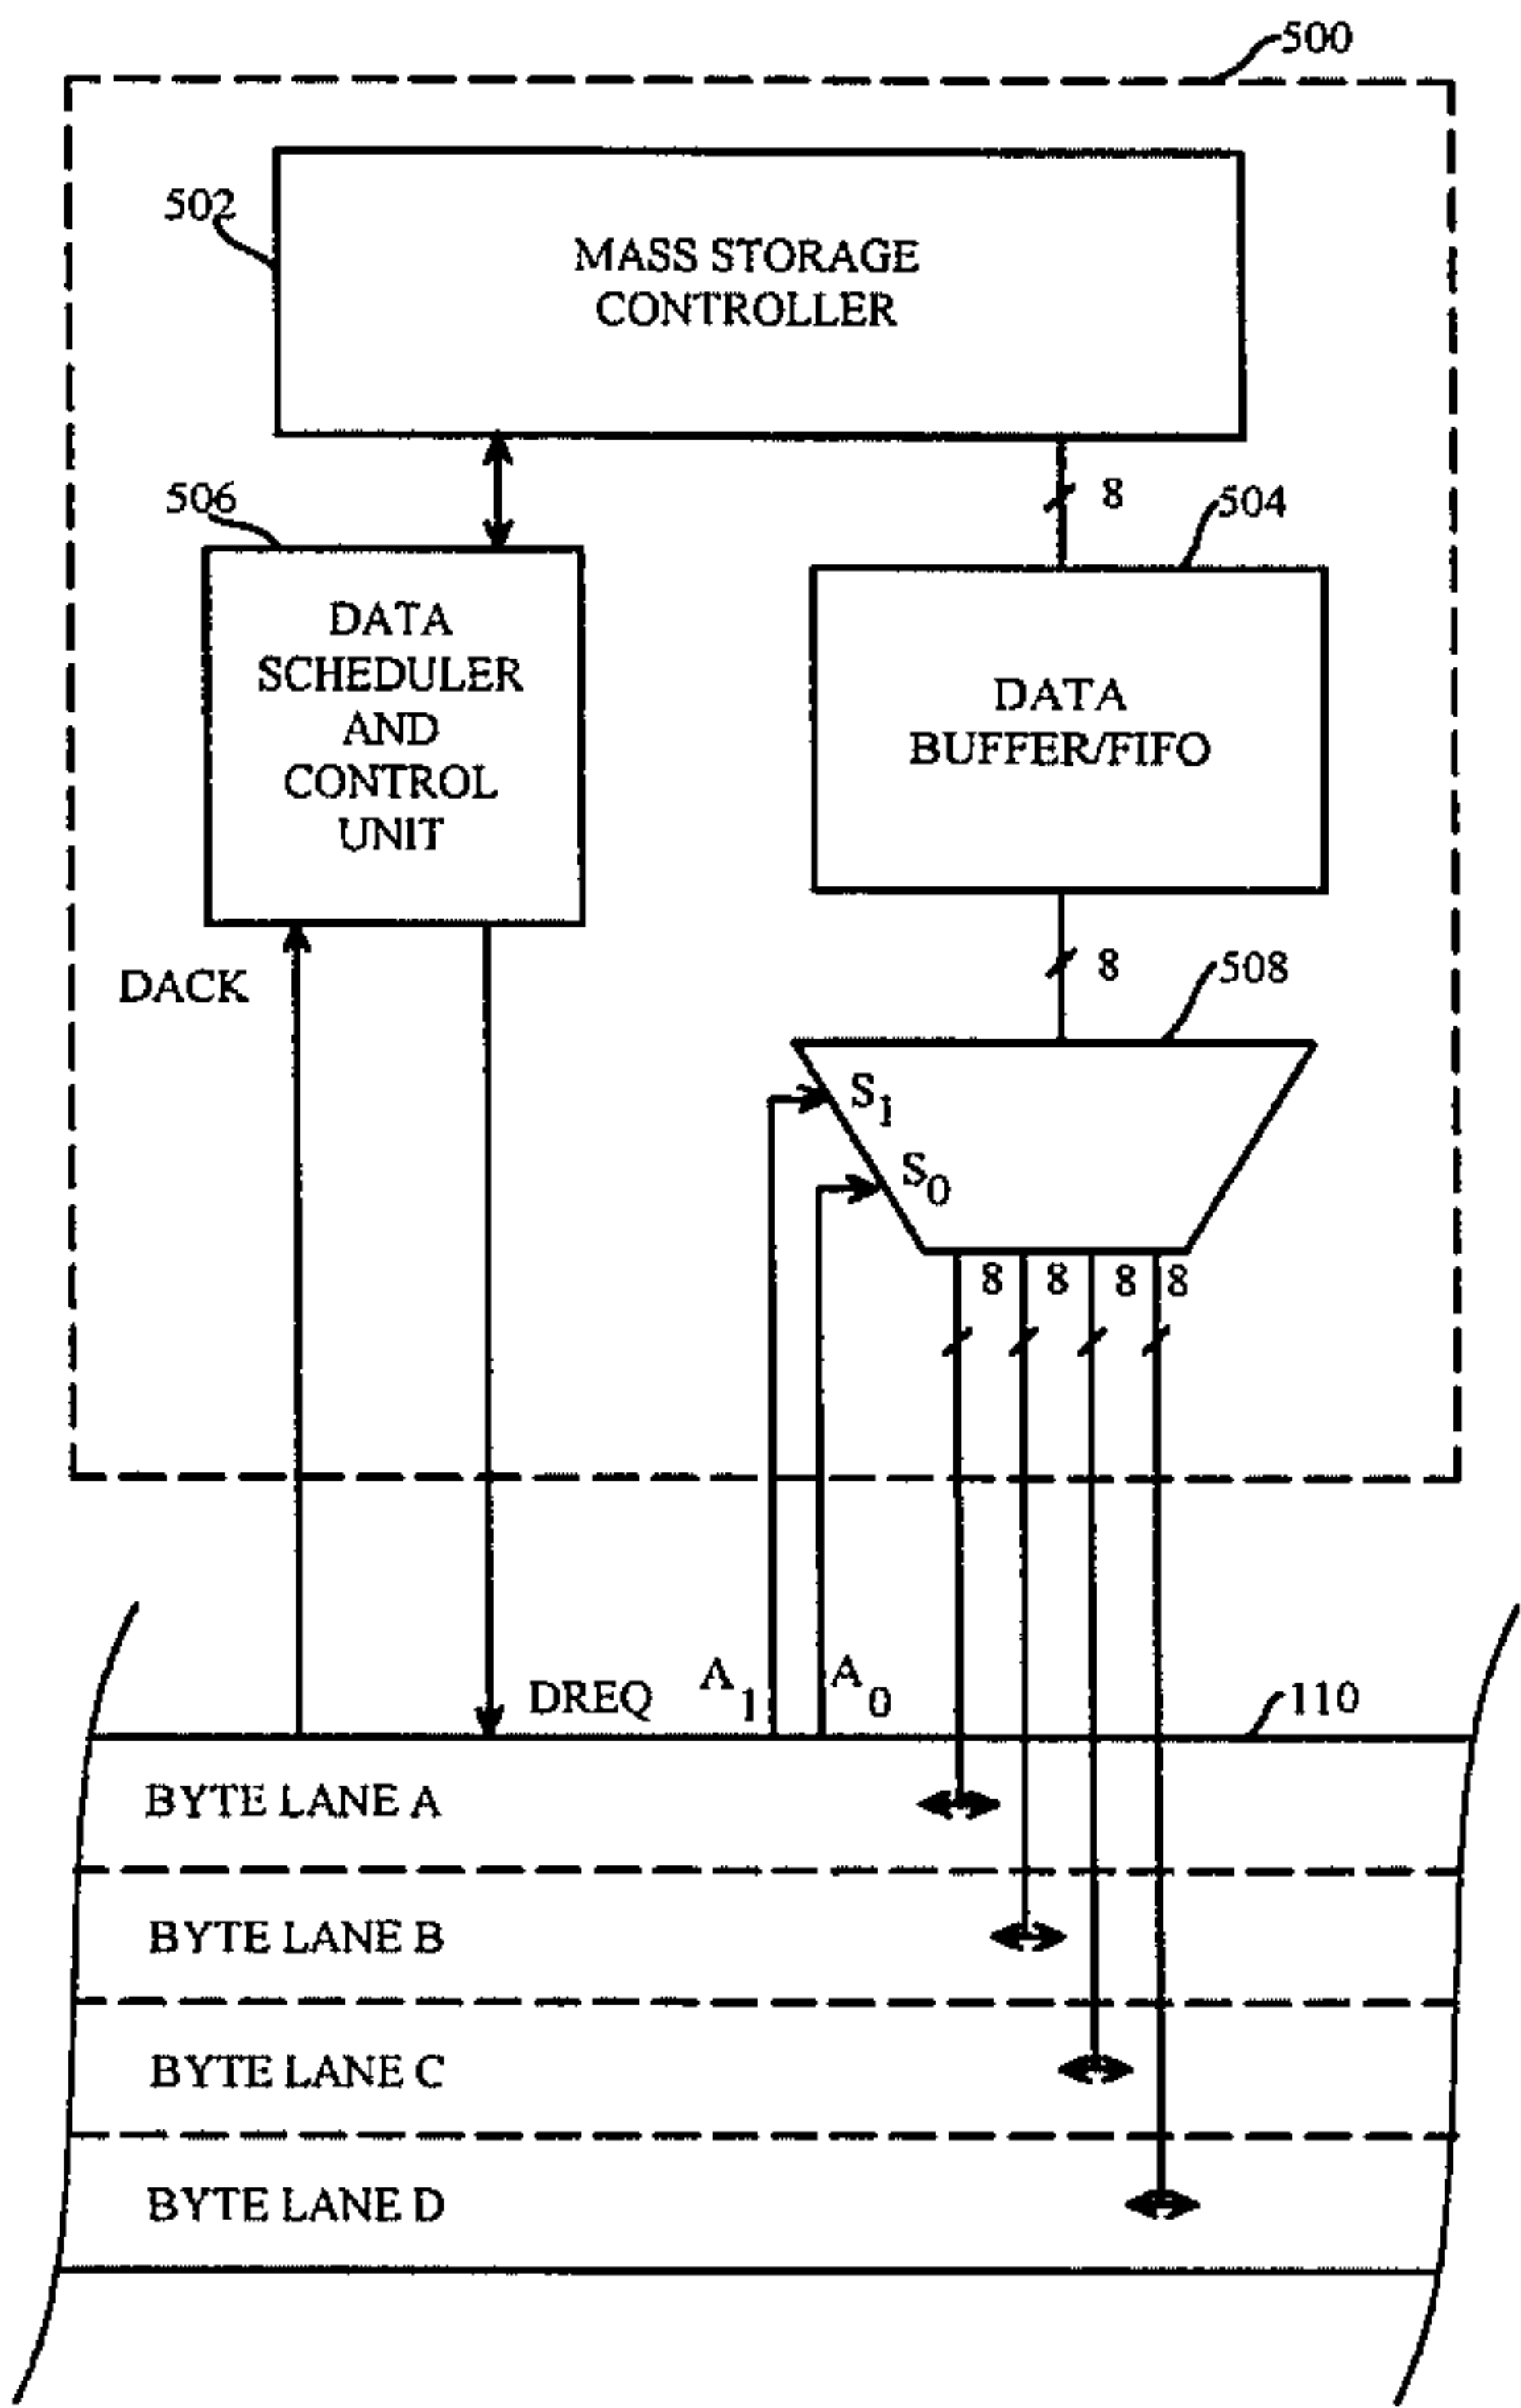 500
502
MASS STORAGE
CONTROLLER
506
8
504
DATA
SCHEDULER
AND
CONTROL
UNIT
DATA
BUFFER/FIFO
DACK
8
508
S1
S0
8 8 8 8
DREQ
A1
A0
110
BYTE LANE A
BYTE LANE B
BYTE LANE C
BYTE LANE D